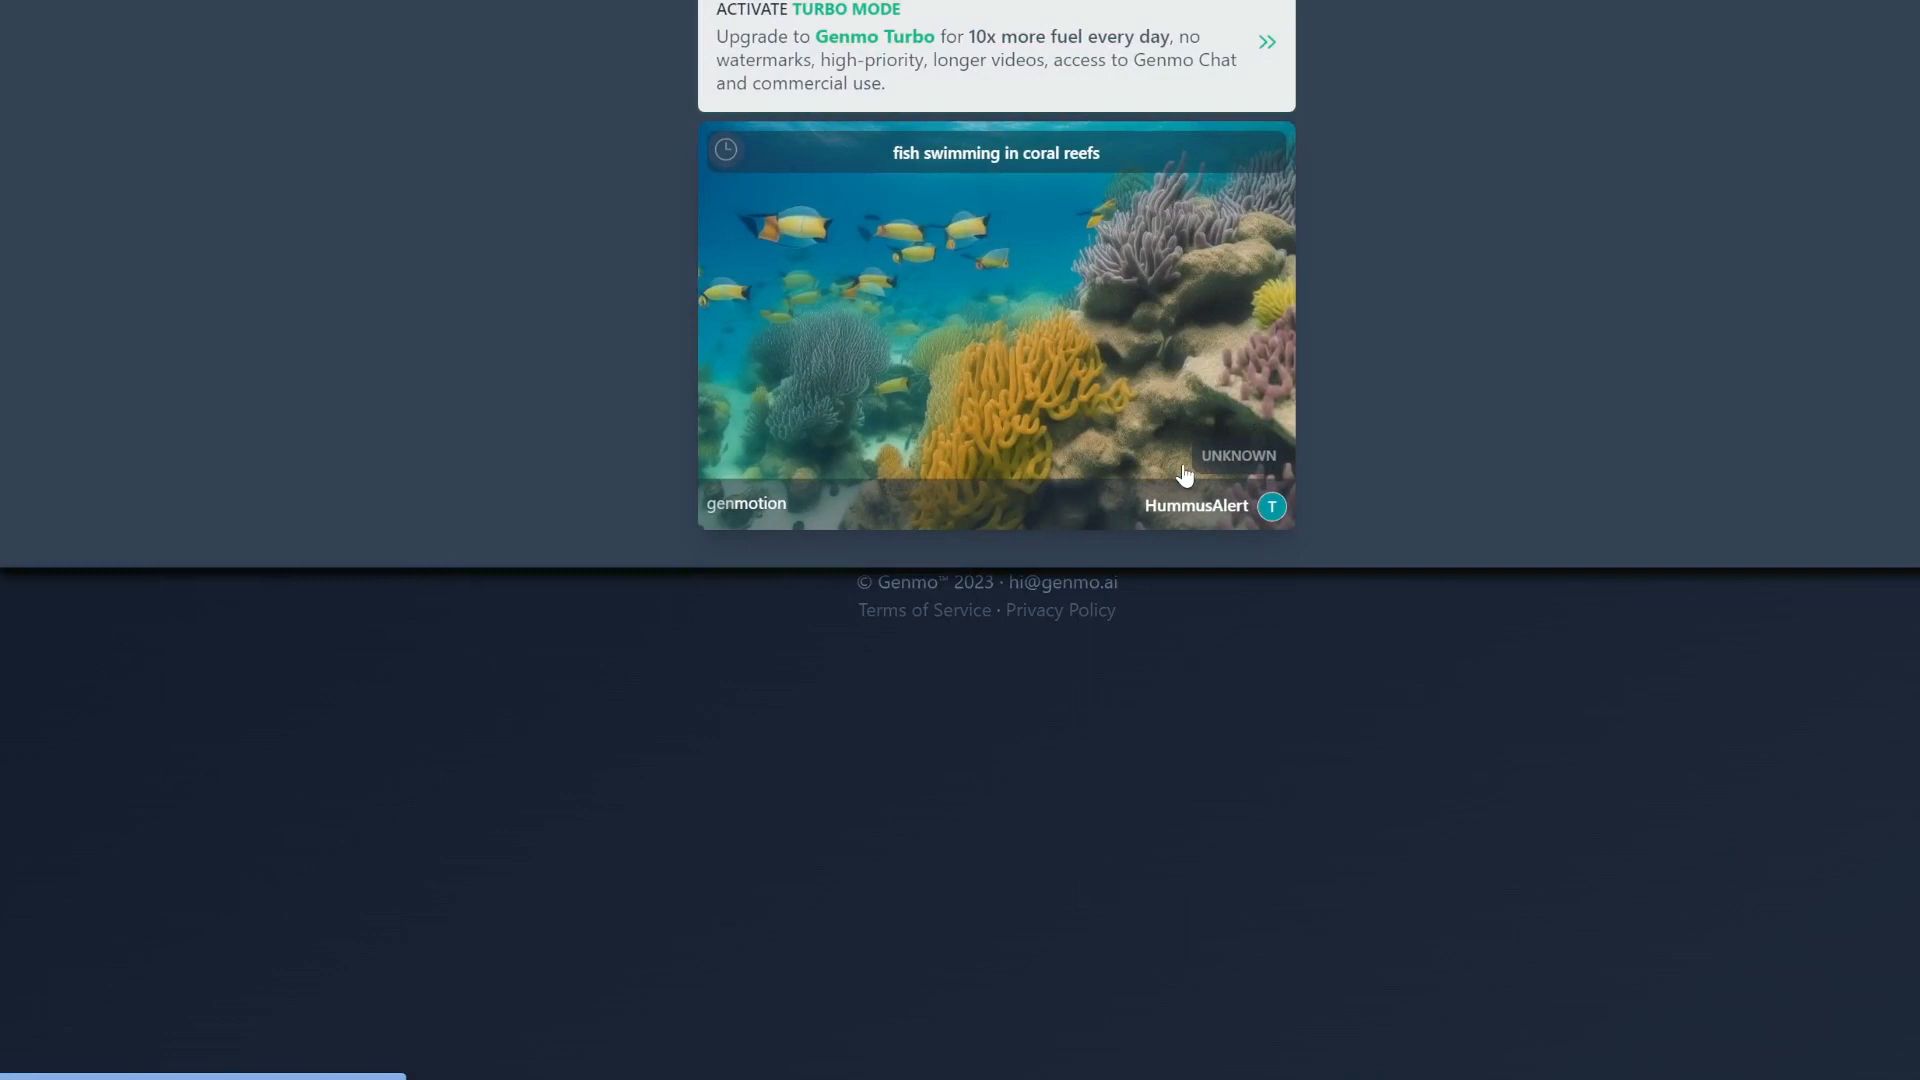 ACTIVATE TURBO MODE
Upgrade to Genmo Turbo for 10x more fuel every day, no
watermarks, high-priority, longer videos, access to Genmo Chat
and commercial use.
fish swimming in coral reefs
UNKNOWN
genmotion
HummusAlert T
© Genmo™ 2023 · hi@genmo.ai
Terms of Service · Privacy Policy